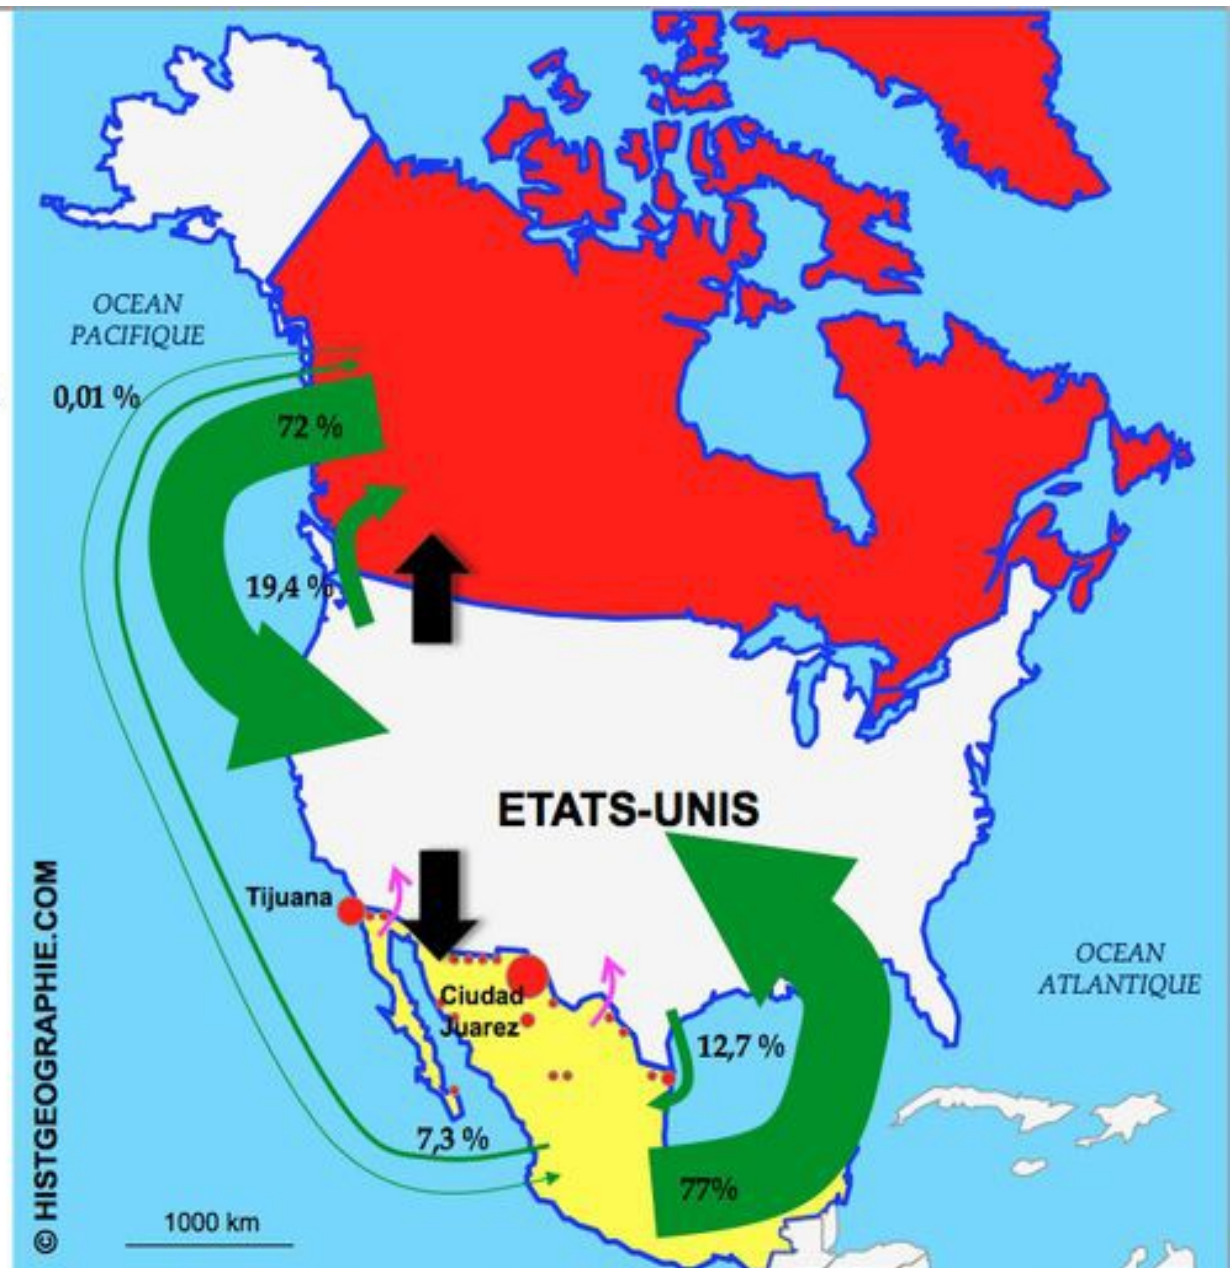 OCEAN
PACIFIQUE
0,01 %
72 %
19,4 %
ETATS-UNIS
Tijuana
Ciudad
Juarez
OCEAN
ATLANTIQUE
12,7 %
7,3 %
77%
1000 km
© HISTGEOGRAPHIE.COM